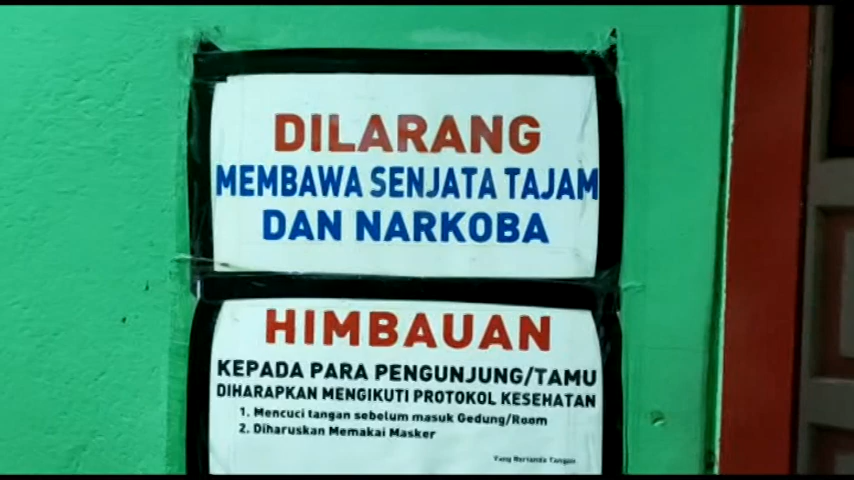 DILARANG
MEMBAWA SENJATA TAJAM
DAN NARKOBA
HIMBAUAN
KEPADA PARA PENGUNJUNG/TAMU
DIHARAPKAN MENGIKUTI PROTOKOL KESEHATAN
1. Mencuci tangan sebelum masuk Gedung/Room
2. Diharuskan Memakai Masker
Yang Bertanda Tangan